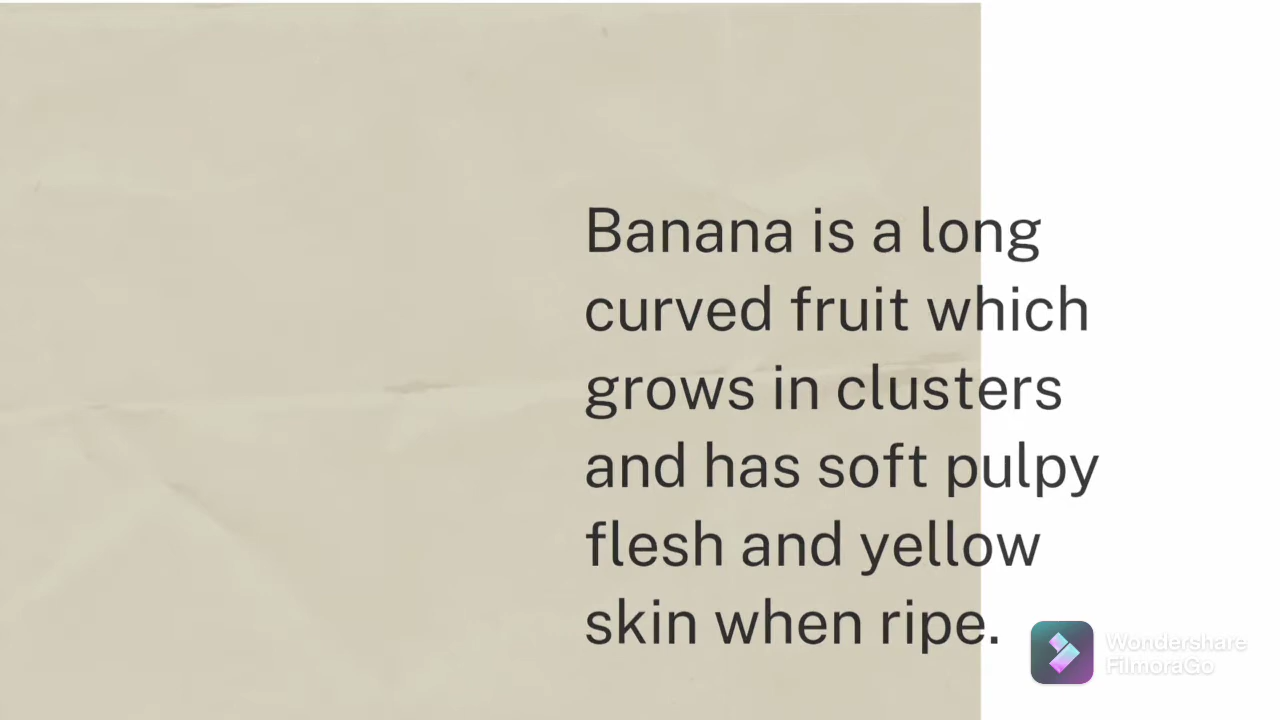 Banana is a long
curved fruit which
grows in clusters
and has soft pulpy
flesh and yellow
skin when ripe.
Wondershare
FilmoraGo